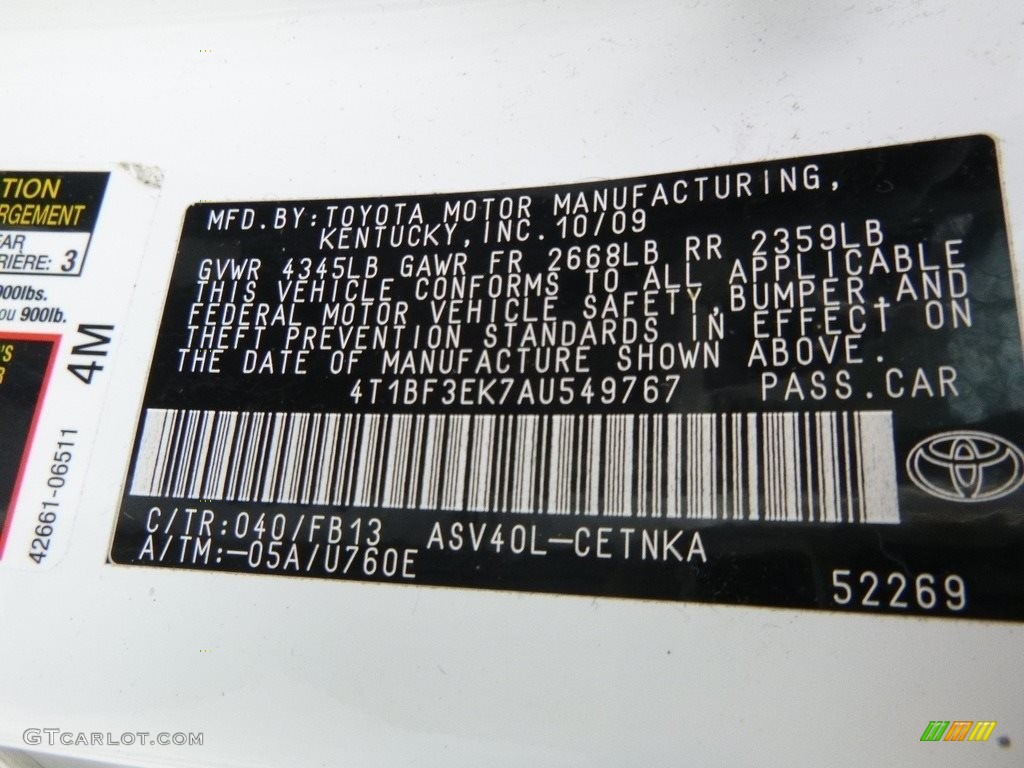 TION
RGEMENT
EAR
RIÈRE: 3
900lbs.
ou 900lb.
'S
4M
42661-06511
MFD. BY: TOYOTA MOTOR MANUFACTURING,
KENTUCKY, INC. 10/09
GVWR 4345LB GAWR FR 2668LB RR 2359LB
THIS VEHICLE CONFORMS TO ALL APPLICABLE
FEDERAL MOTOR VEHICLE SAFETY, BUMPER, AND
THEFT PREVENTION STANDARDS IN EFFECT ON
THE DATE OF MANUFACTURE SHOWN ABOVE.
4T1BF3EK7AU549767 PASS. CAR
C/TR: 040/FB13 ASV40L-CETNKA
A/TM: -05A/U760E
52269
GTCARLOT.COM